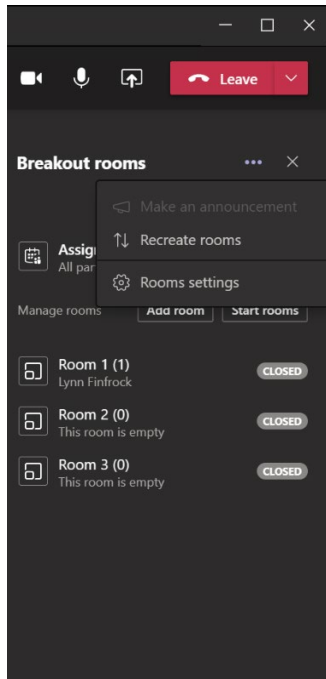 Leave
Breakout rooms
Make an announcement
Recreate rooms
Assig
All par
Rooms settings
Manage rooms Add room Start rooms
Room 1 (1)
Lynn Finfrock
CLOSED
Room 2 (0)
This room is empty
CLOSED
Room 3 (0)
This room is empty
CLOSED